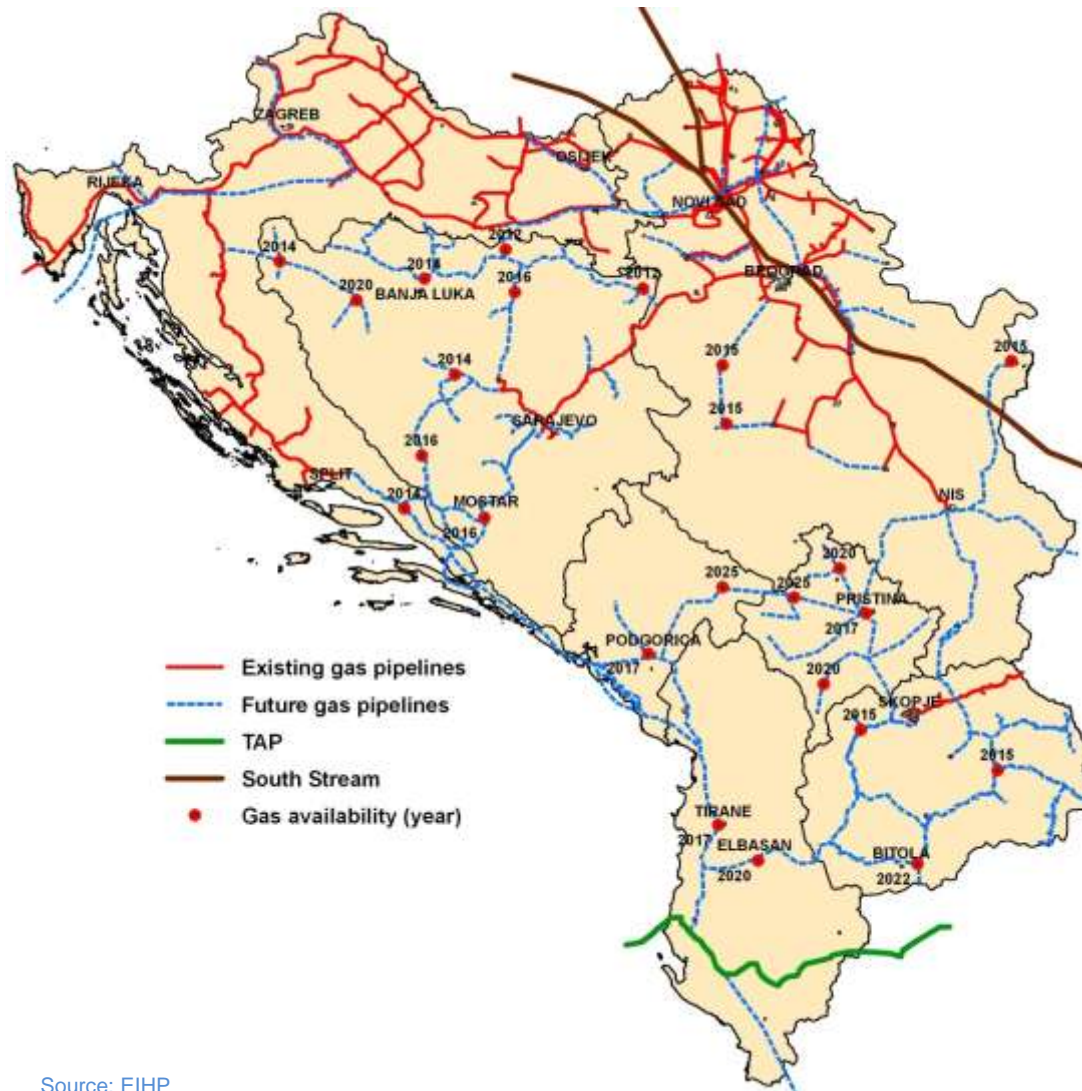 ZAGREB
OSIJEK
RIJEKA
NOVI SAD
2012
2014
2014
BEOGRAD
2012
2016
2020
BANJA LUKA
2015
2015
2014
2015
SARAJEVO
2016
SPLIT
NIS
2014
MOSTAR
2016
2020
2025
2025
PRISTINA
2017
PODGORICA
2017
2020
SKOPJE
2015
2015
TIRANE
2017
ELBASAN
2020
BITOLA
2022
Existing gas pipelines
Future gas pipelines
TAP
South Stream
Gas availability (year)
Source: EIHP